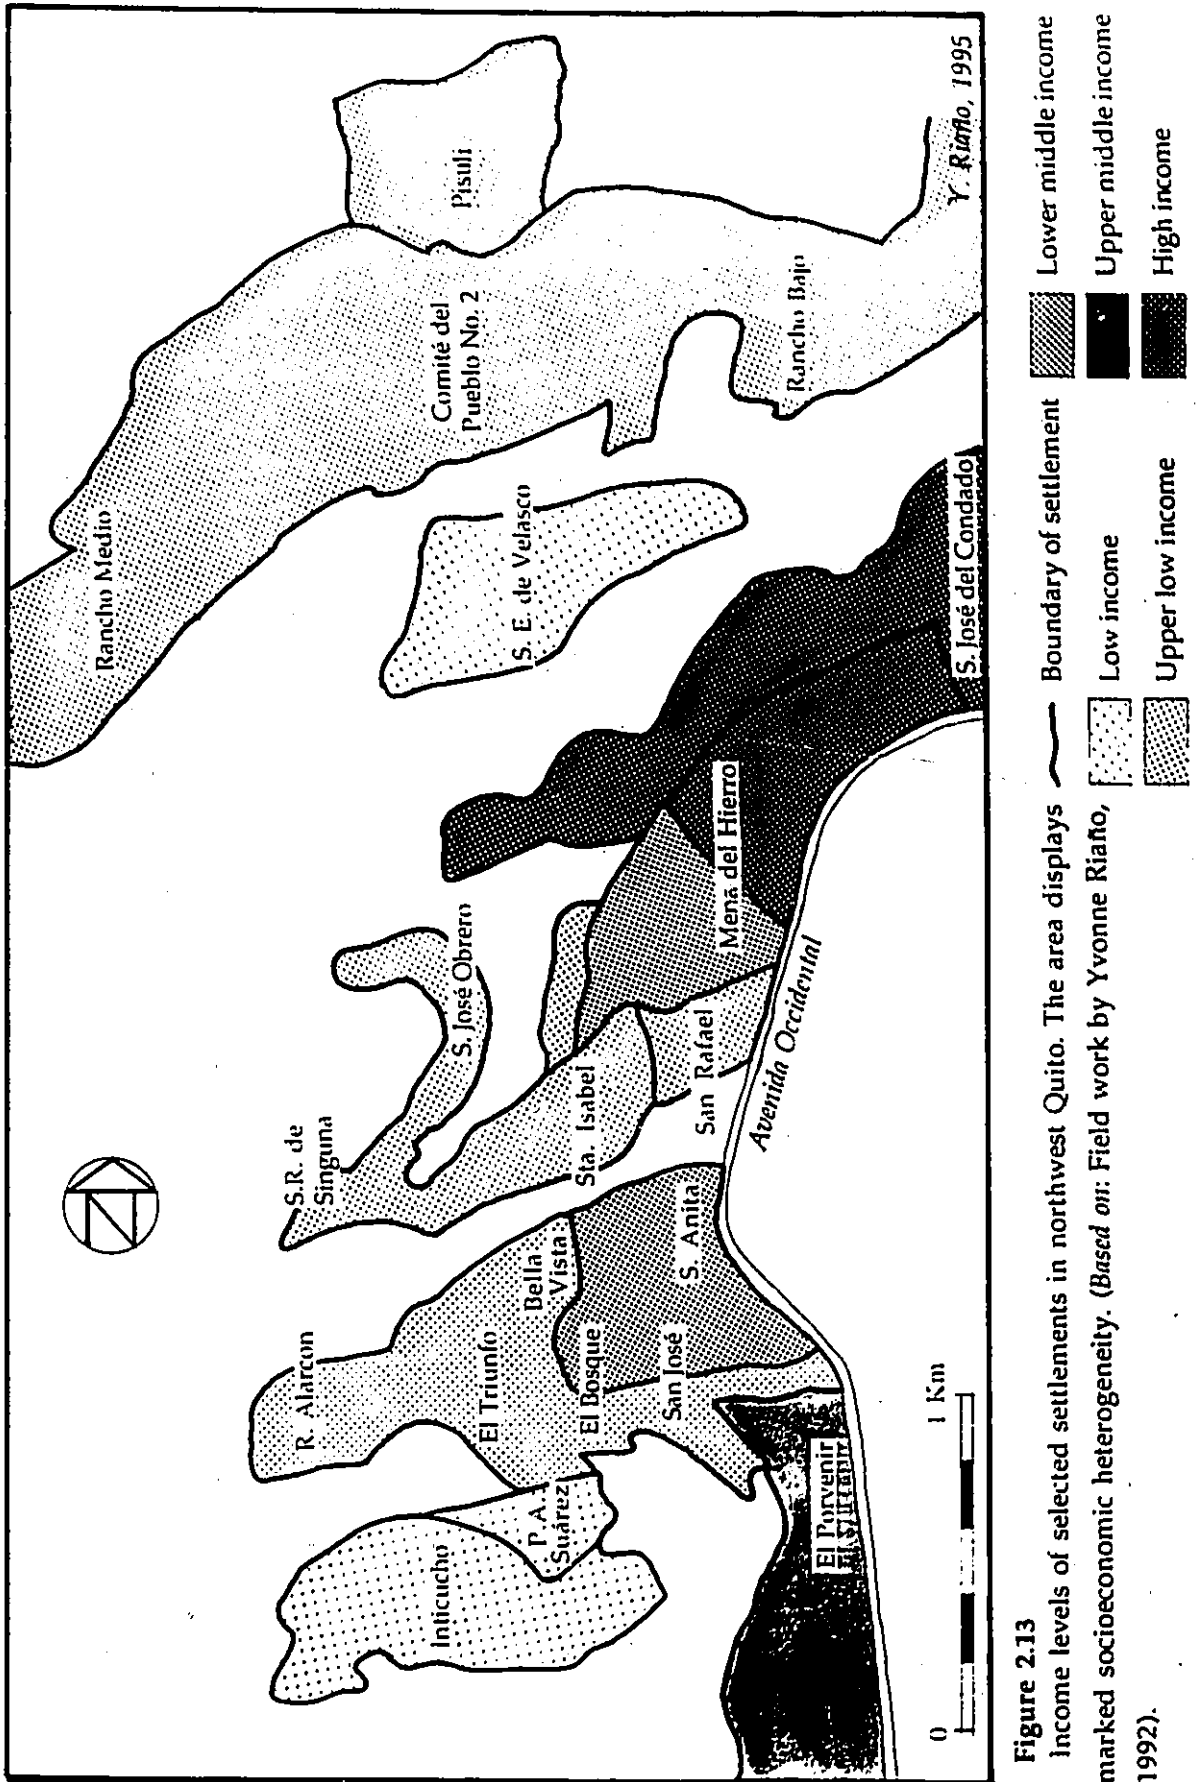 Rancho Medio
Comité del
Pueblo No. 2
Pisuli
Rancho Bajo
S. E. de Velasco
S.R. de
Singuna
S. José Obrero
R. Alarcon
El Triunfo
Bella
Vista
Sta. Isabel
Inticucho
P. A.
Suárez
El Bosque
San José
S. Anita
San Rafael
Mena del Hierro
S. José del Condado
El Porvenir
Avenida Occidental
0 1 Km
Y. Riaño, 1995
Figure 2.13
Income levels of selected settlements in northwest Quito. The area displays
marked socioeconomic heterogeneity. (Based on: Field work by Yvonne Riaño,
1992).
Boundary of settlement
Low income
Upper low income
Lower middle income
Upper middle income
High income